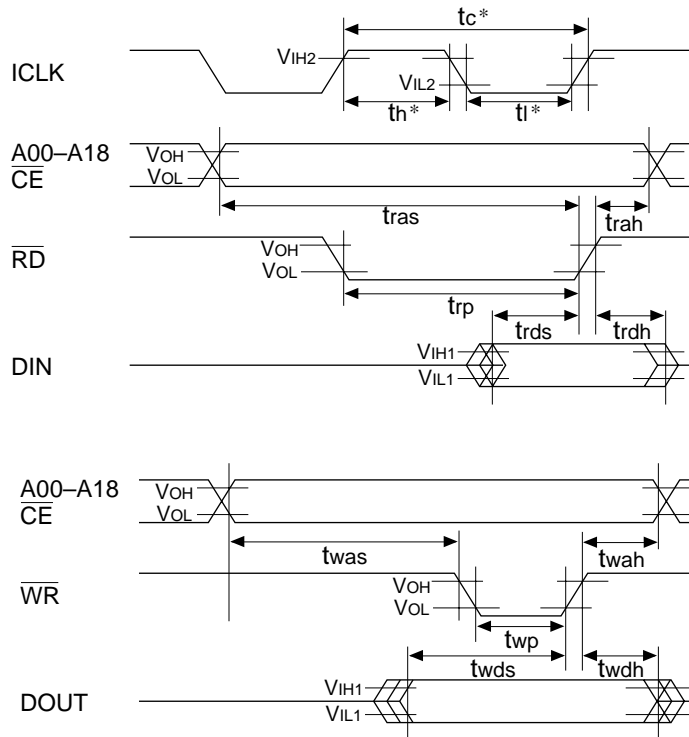 tc*
ICLK
VIH2
VIL2
th*
tl*
A00–A18
CE
VOH
VOL
tras
trah
RD
VOH
VOL
trp
trds
trdh
DIN
VIH1
VIL1
A00–A18
CE
VOH
VOL
twas
twah
WR
VOH
VOL
twp
twds
twdh
DOUT
VIH1
VIL1